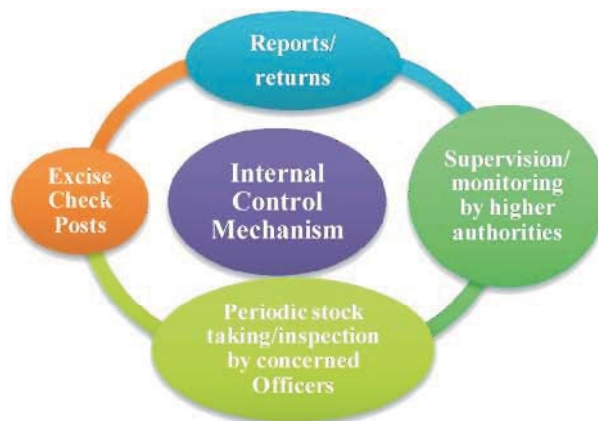 Reports/
returns
Excise
Check
Posts
Internal
Control
Mechanism
Supervision/
monitoring
by higher
authorities
Periodic stock
taking/inspection
by concerned
Officers